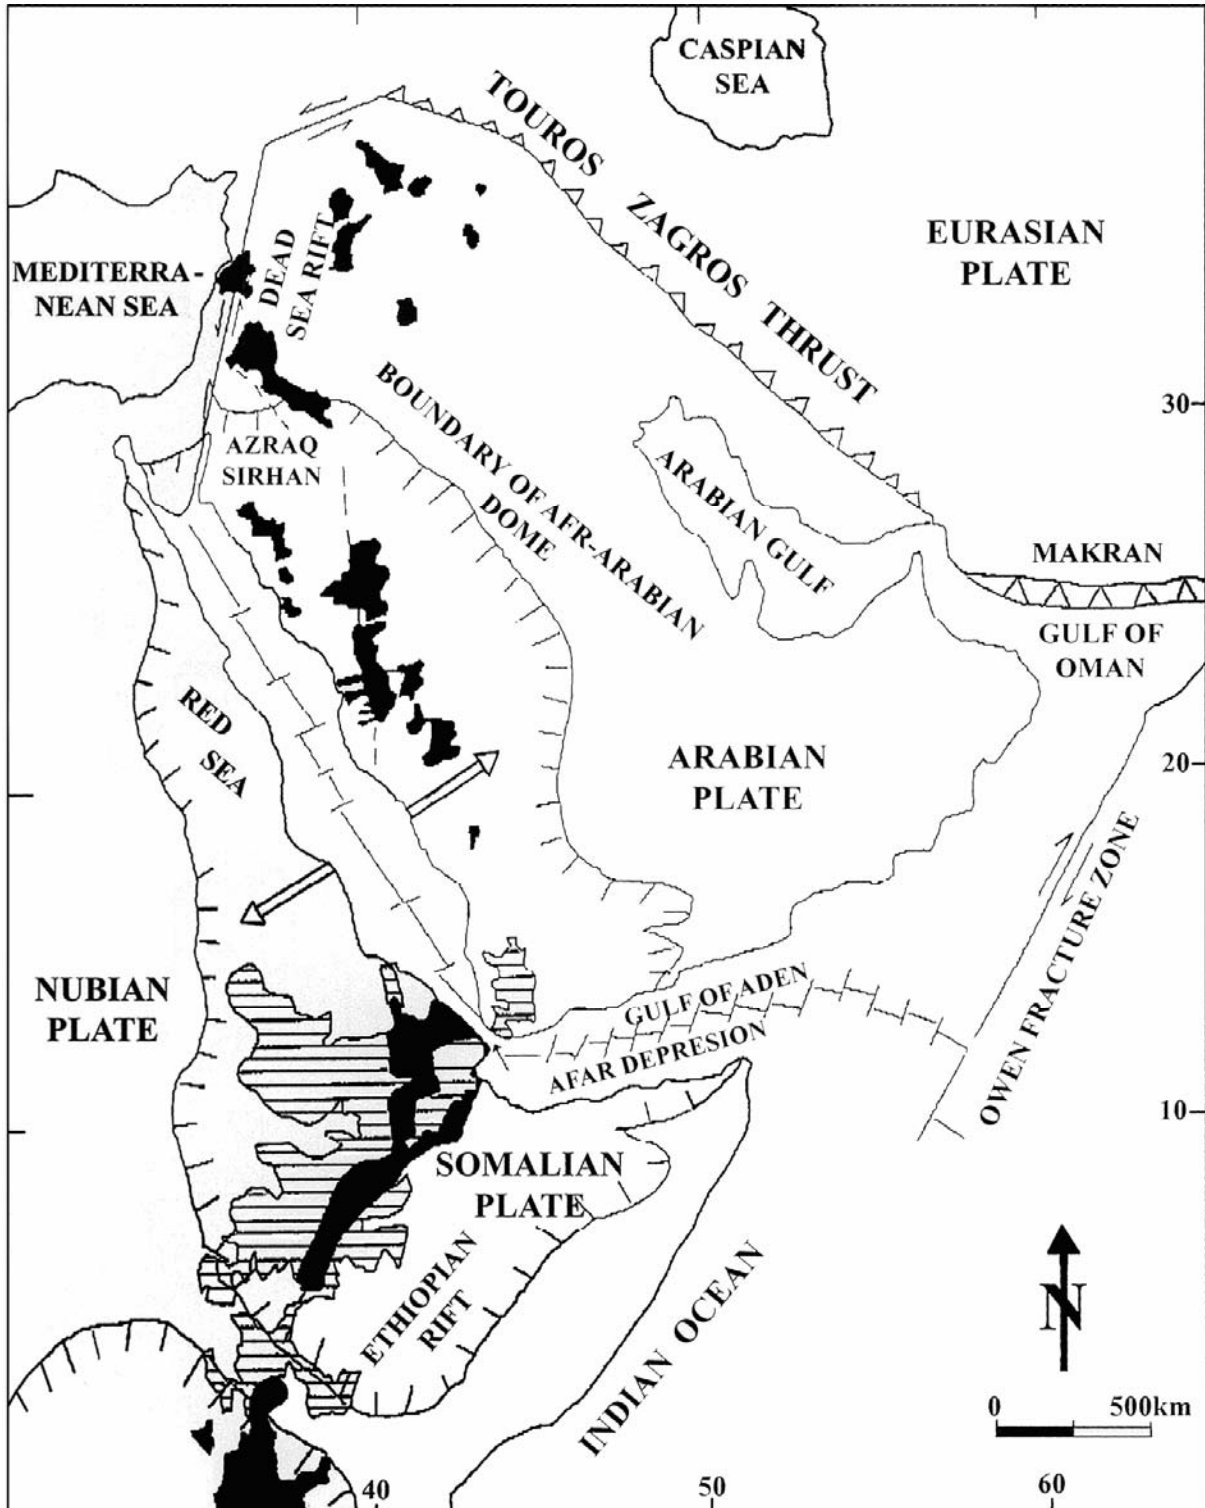 CASPIAN
SEA
TOUROS ZAGROS THRUST
EURASIAN
PLATE
MEDITERRA-
NEAN SEA
DEAD
SEA RIFT
30
BOUNDARY OF AFR-ARABIAN
DOME
AZRAQ
SIRHAN
ARABIAN GULF
MAKRAN
GULF OF
OMAN
RED
SEA
ARABIAN
PLATE
20
OWEN FRACTURE ZONE
NUBIAN
PLATE
GULF OF ADEN
AFAR DEPRESION
10
SOMALIAN
PLATE
ETHIOPIAN
RIFT
INDIAN OCEAN
N
0 500km
40 50 60